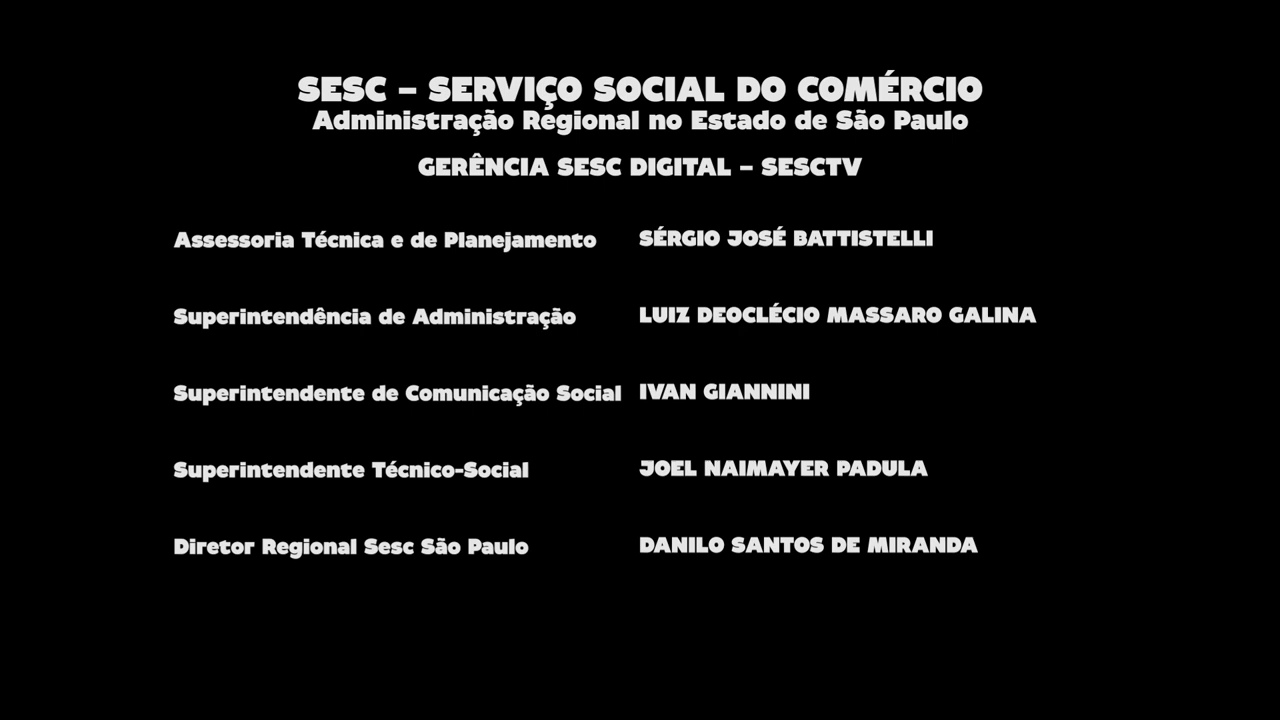 SESC – SERVIÇO SOCIAL DO COMÉRCIO
Administração Regional no Estado de São Paulo
GERÊNCIA SESC DIGITAL – SESCTV
Assessoria Técnica e de Planejamento SÉRGIO JOSÉ BATTISTELLI
Superintendência de Administração LUIZ DEOCLÉCIO MASSARO GALINA
Superintendente de Comunicação Social IVAN GIANNINI
Superintendente Técnico-Social JOEL NAIMAYER PADULA
Diretor Regional Sesc São Paulo DANILO SANTOS DE MIRANDA